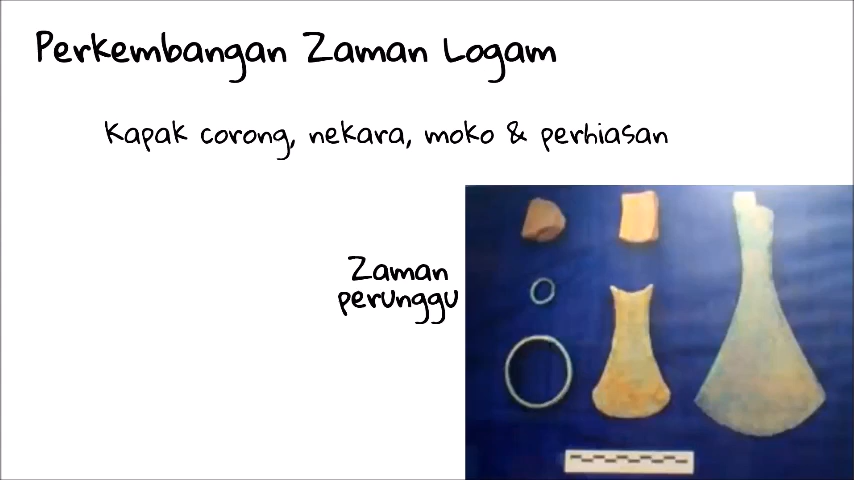 Perkembangan Zaman Logam
Kapak corong, nekara, moko & perhiasan
Zaman
perunggu